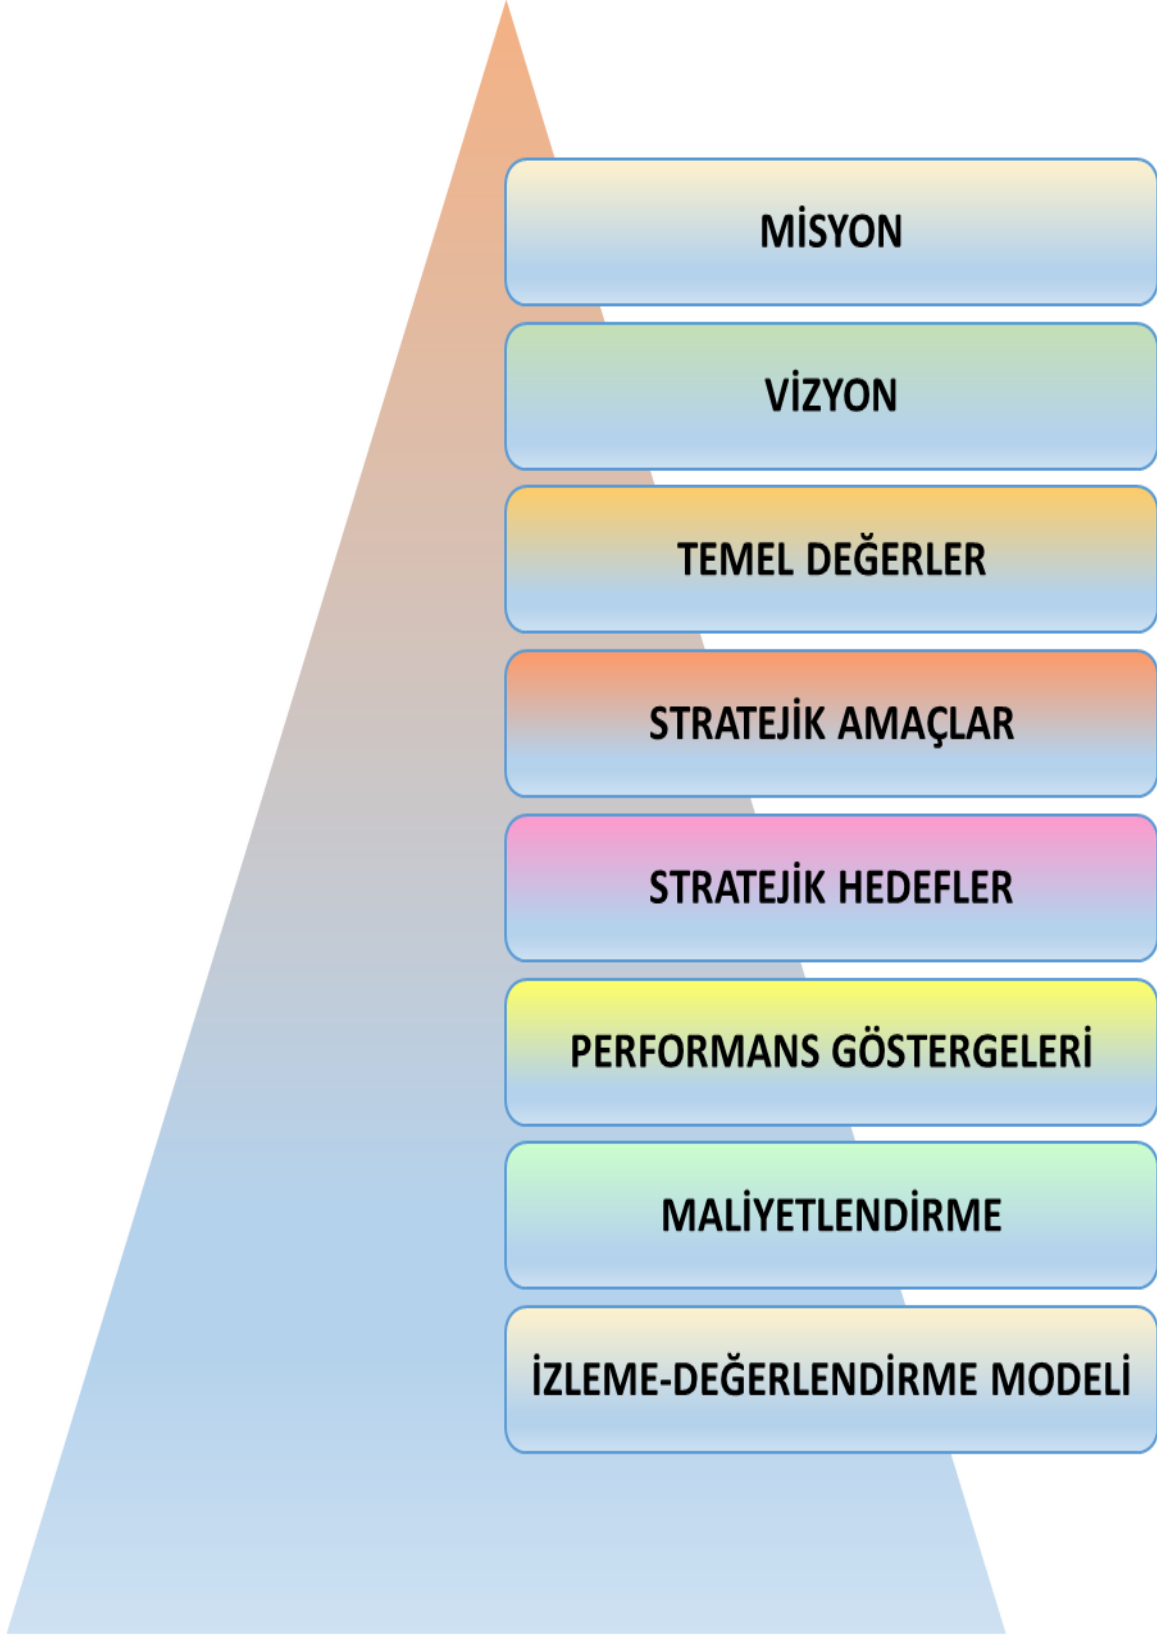 MİSYON
VİZYON
TEMEL DEĞERLER
STRATEJİK AMAÇLAR
STRATEJİK HEDEFLER
PERFORMANS GÖSTERGELERİ
MALİYETLENDİRME
İZLEME-DEĞERLENDİRME MODELİ